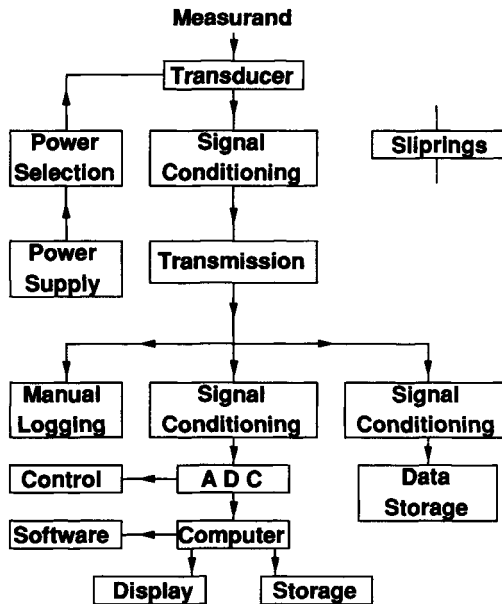 Measurand
Transducer
Power
Selection
Signal
Conditioning
Sliprings
Power
Supply
Transmission
Manual
Logging
Signal
Conditioning
Signal
Conditioning
Control
A D C
Data
Storage
Software
Computer
Display
Storage